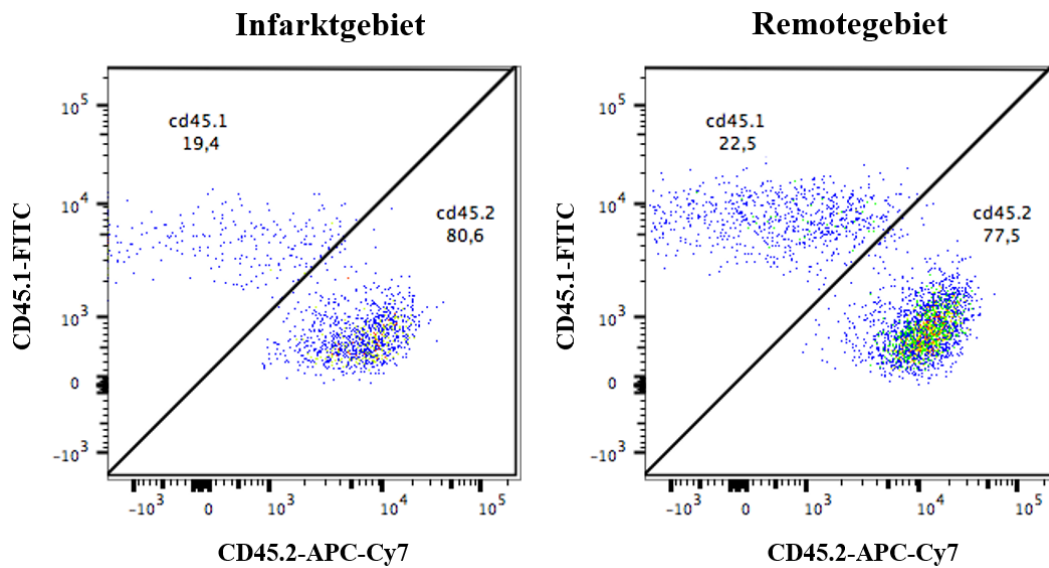 Infarktgebiet
10^5
10^4
10^3
0
-10^3
cd45.1
19,4
cd45.2
80,6
-10^3 0 10^3 10^4 10^5
CD45.1-FITC
CD45.2-APC-Cy7
Remotegebiet
10^5
10^4
10^3
0
-10^3
cd45.1
22,5
cd45.2
77,5
-10^3 0 10^3 10^4 10^5
CD45.1-FITC
CD45.2-APC-Cy7